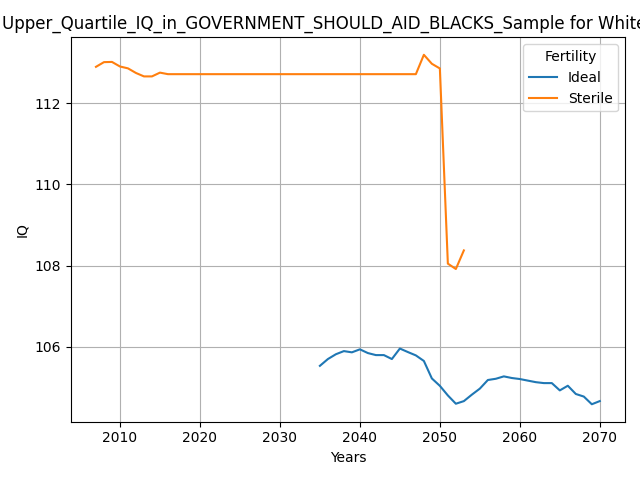 Upper_Quartile_IQ_in_GOVERNMENT_SHOULD_AID_BLACKS_Sample for White
Fertility
Ideal
Sterile
112
110
108
106
IQ
2010 2020 2030 2040 2050 2060 2070
Years